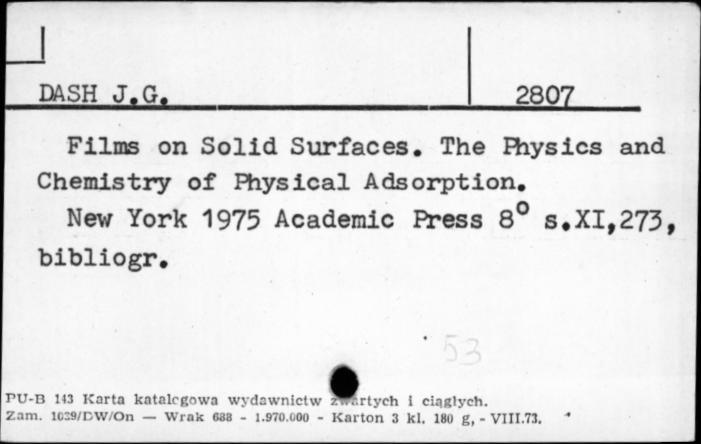 DASH J.G. 2807
Films on Solid Surfaces. The Physics and
Chemistry of Physical Adsorption.
New York 1975 Academic Press 8° s.XI,273,
bibliogr.
53
PU-B 143 Karta katalogowa wydawnictw zwartych i ciągłych.
Zam. 1039/DW/On — Wrak 688 - 1.970.000 - Karton 3 kl. 180 g, - VIII.73.